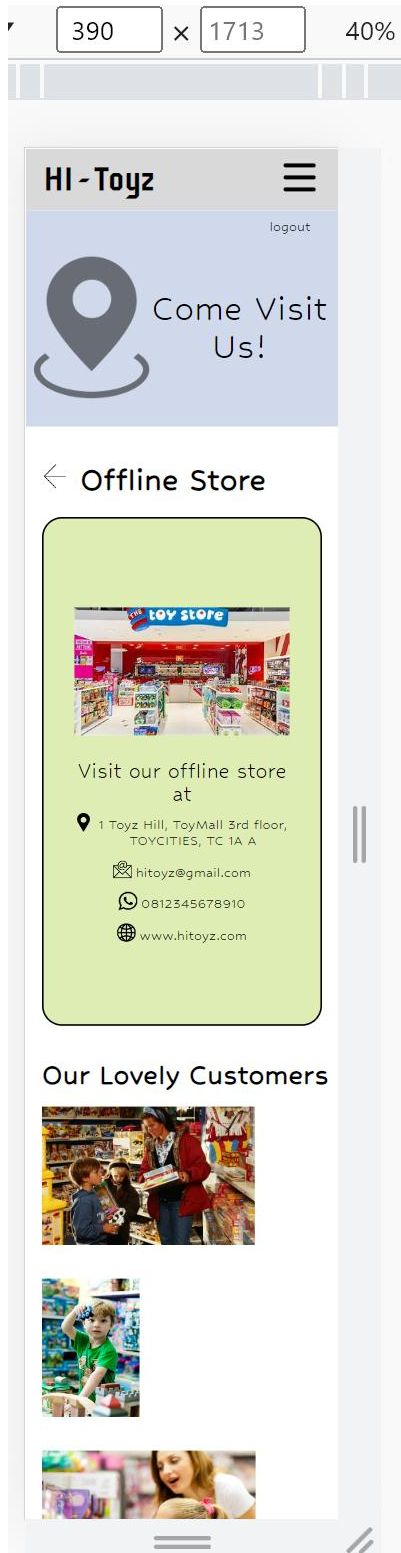 390 × 1713 40%
HI-Toyz
logout
Come Visit
Us!
Offline Store
THE toy store
Visit our offline store
at
1 Toyz Hill, ToyMall 3rd floor,
TOYCITIES, TC 1A A
hitoyz@gmail.com
0812345678910
www.hitoyz.com
Our Lovely Customers